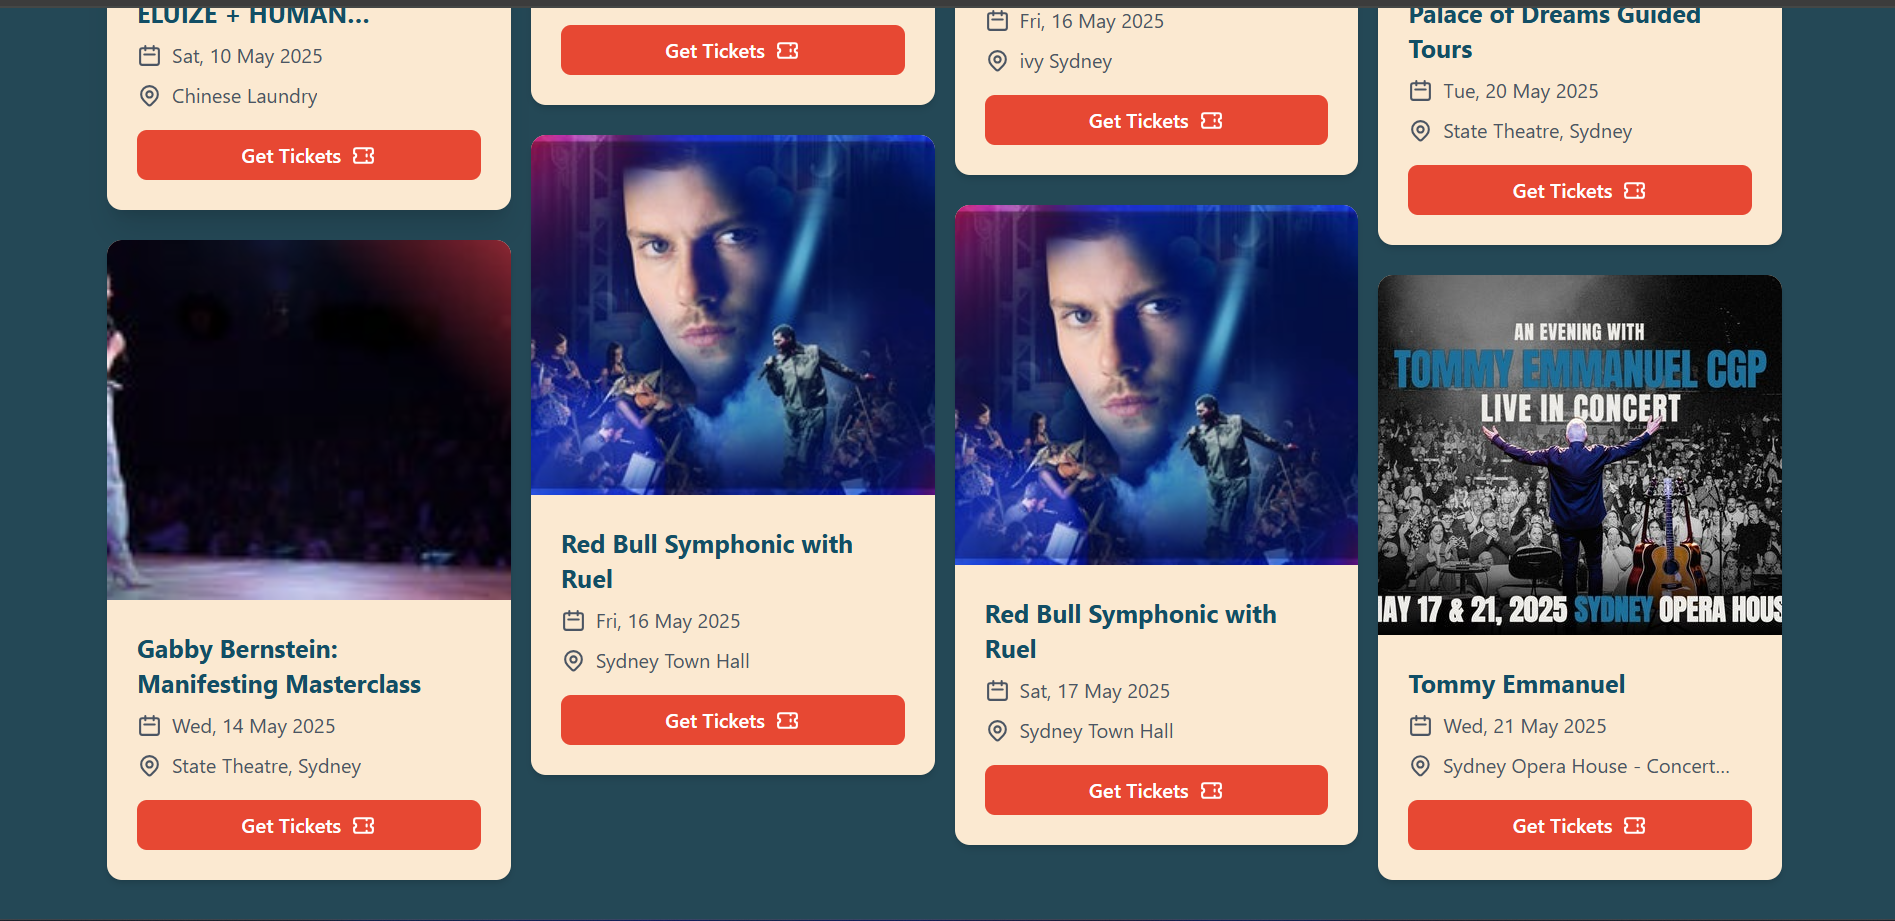 ELUIZE + HUMAN...
Sat, 10 May 2025
Chinese Laundry
Get Tickets
Gabby Bernstein:
Manifesting Masterclass
Wed, 14 May 2025
State Theatre, Sydney
Get Tickets
Get Tickets
Red Bull Symphonic with
Ruel
Fri, 16 May 2025
Sydney Town Hall
Get Tickets
Fri, 16 May 2025
ivy Sydney
Get Tickets
Red Bull Symphonic with
Ruel
Sat, 17 May 2025
Sydney Town Hall
Get Tickets
Palace of Dreams Guided
Tours
Tue, 20 May 2025
State Theatre, Sydney
Get Tickets
AN EVENING WITH
TOMMY EMMANUEL CGP
LIVE IN CONCERT
MAY 17 & 21, 2025 SYDNEY OPERA HOUS
Tommy Emmanuel
Wed, 21 May 2025
Sydney Opera House - Concert...
Get Tickets